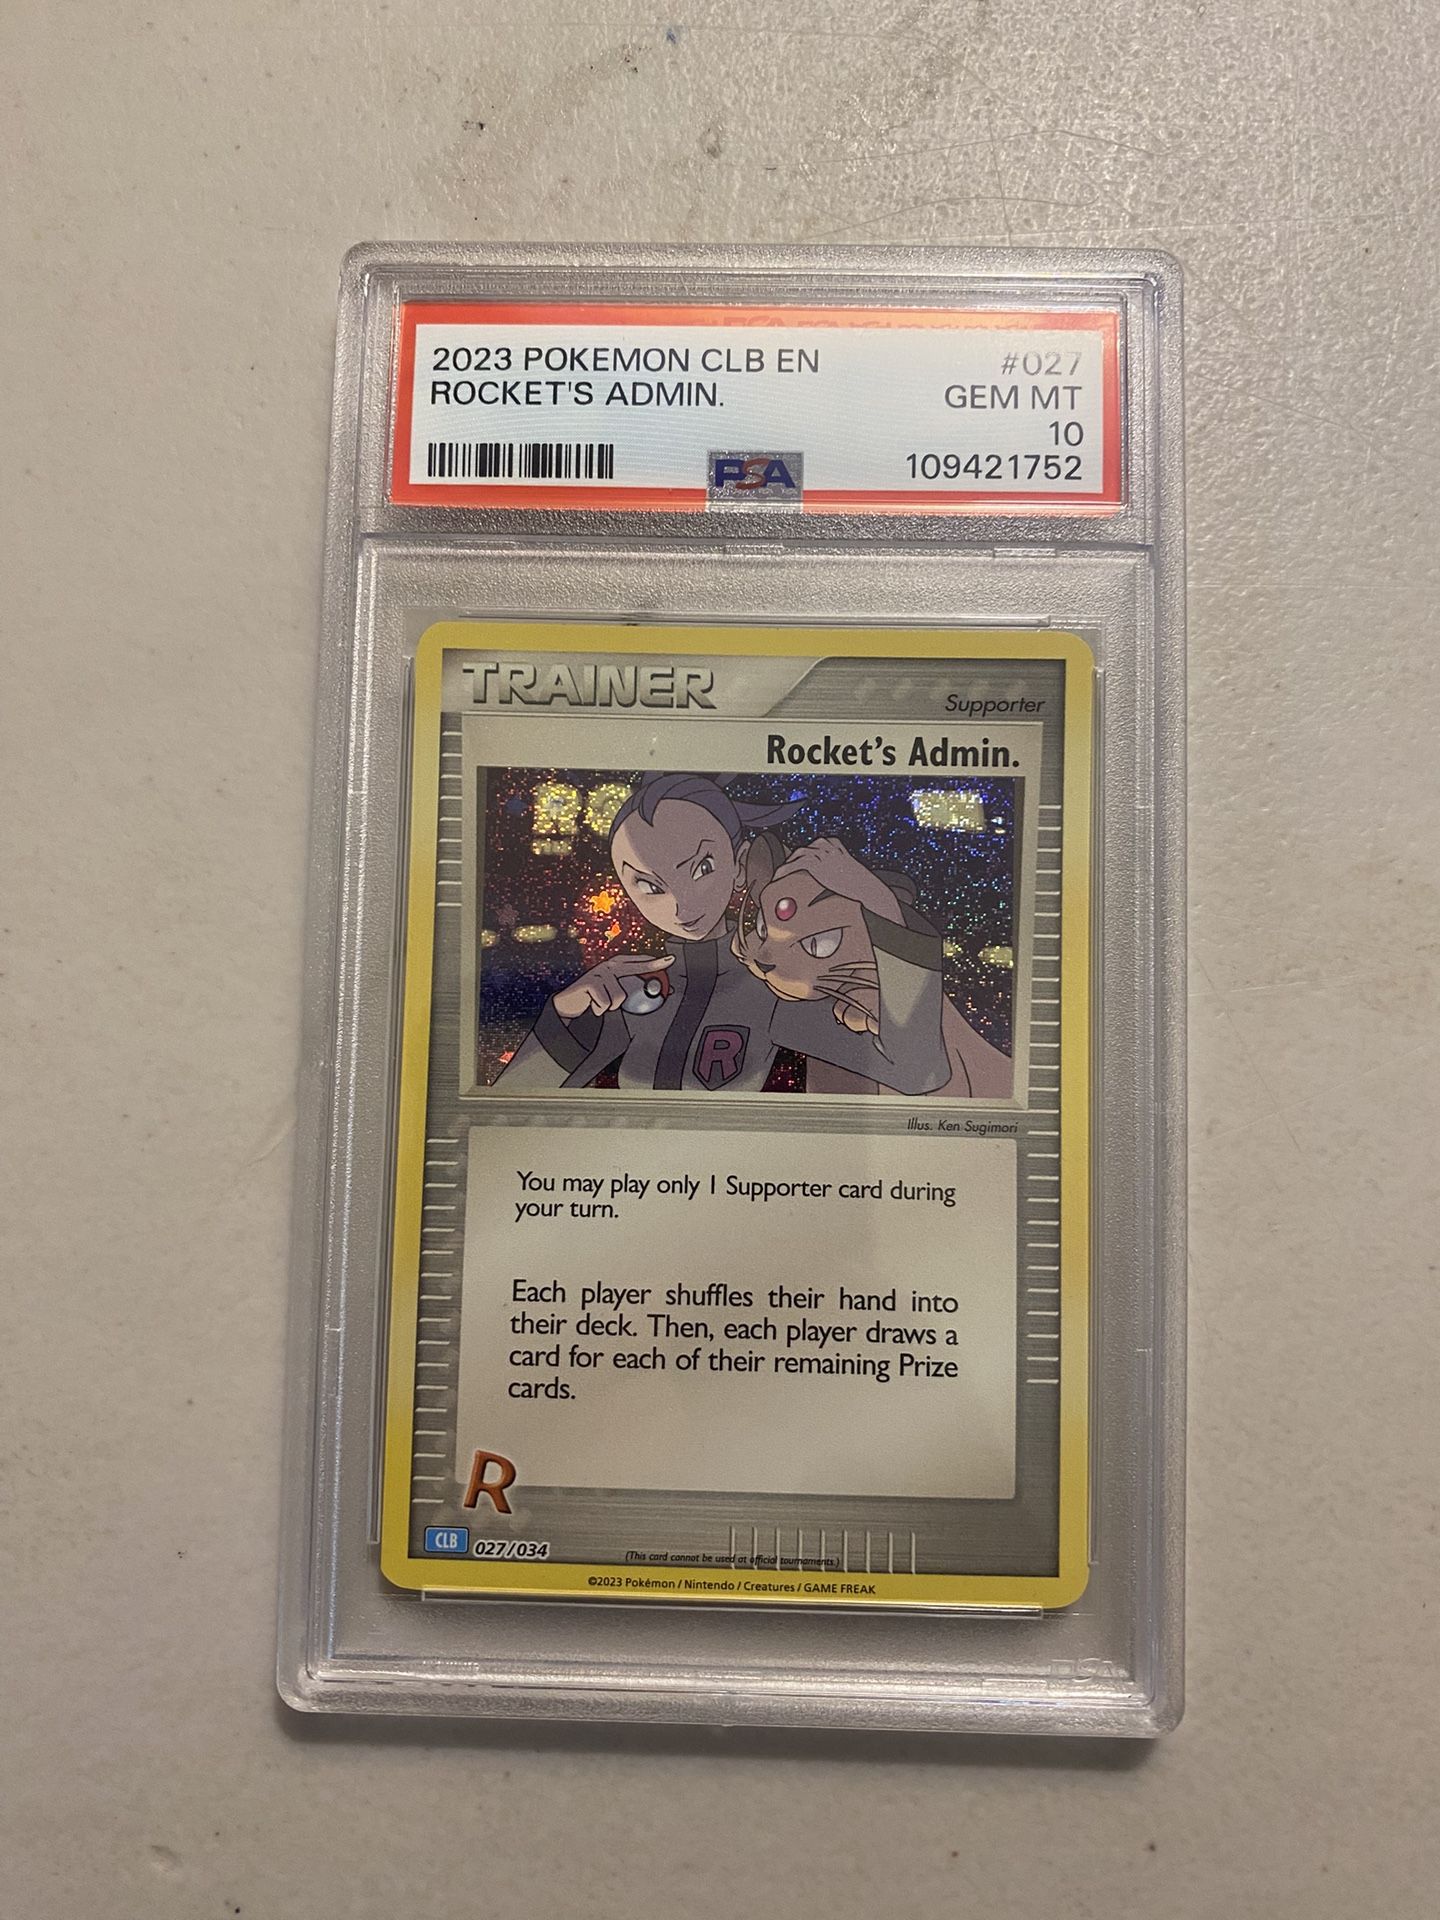 2023 POKEMON CLB EN #027
ROCKET'S ADMIN. GEM MT
10
PSA 109421752
TRAINER
Supporter
Rocket's Admin.
R
Illus. Ken Sugimori
You may play only 1 Supporter card during
your turn.
Each player shuffles their hand into
their deck. Then, each player draws a
card for each of their remaining Prize
cards.
R
CLB 027/034
(This card cannot be used at official tournaments.)
©2023 Pokémon / Nintendo / Creatures / GAME FREAK
PSA